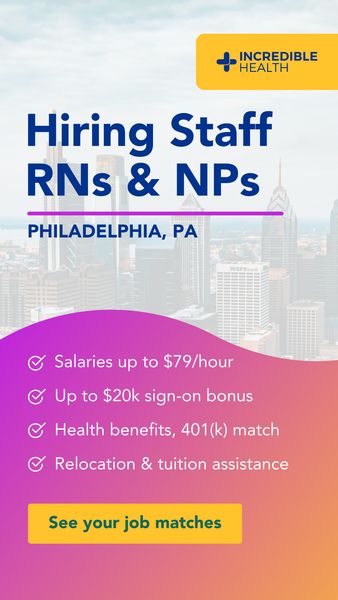 INCREDIBLE
HEALTH
Hiring Staff
RNs & NPs
PHILADELPHIA, PA
Salaries up to $79/hour
Up to $20k sign-on bonus
Health benefits, 401(k) match
Relocation & tuition assistance
See your job matches